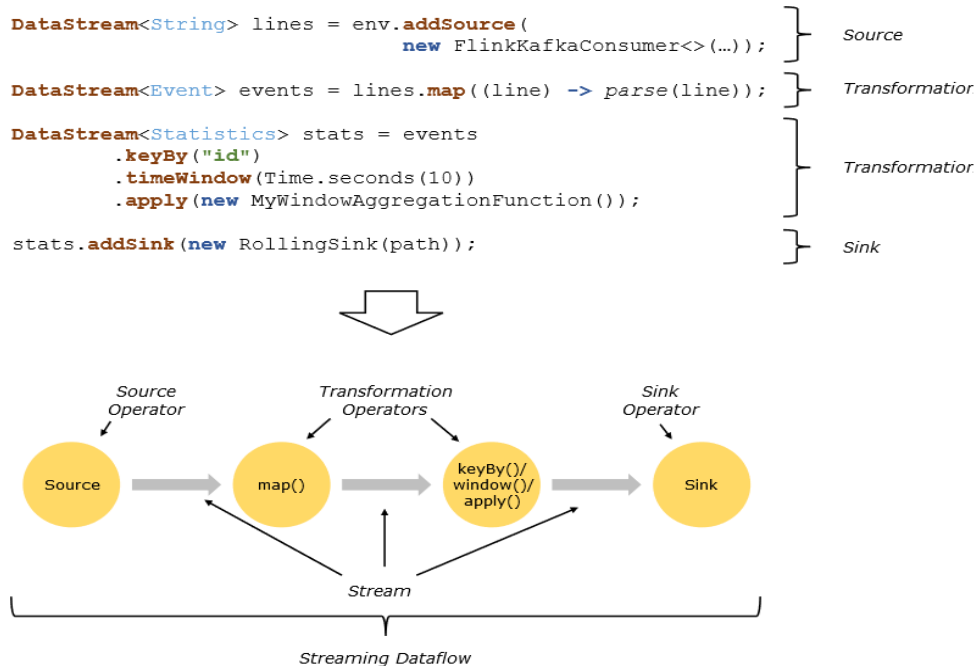 DataStream<String> lines = env.addSource(
new FlinkKafkaConsumer<>(…));
Source
DataStream<Event> events = lines.map((line) -> parse(line));
Transformation
DataStream<Statistics> stats = events
.keyBy("id")
.timeWindow(Time.seconds(10))
.apply(new MyWindowAggregationFunction());
Transformation
stats.addSink(new RollingSink(path));
Sink
Source
Operator
Transformation
Operators
Sink
Operator
Source
map()
keyBy()/
window()/
apply()
Sink
Stream
Streaming Dataflow